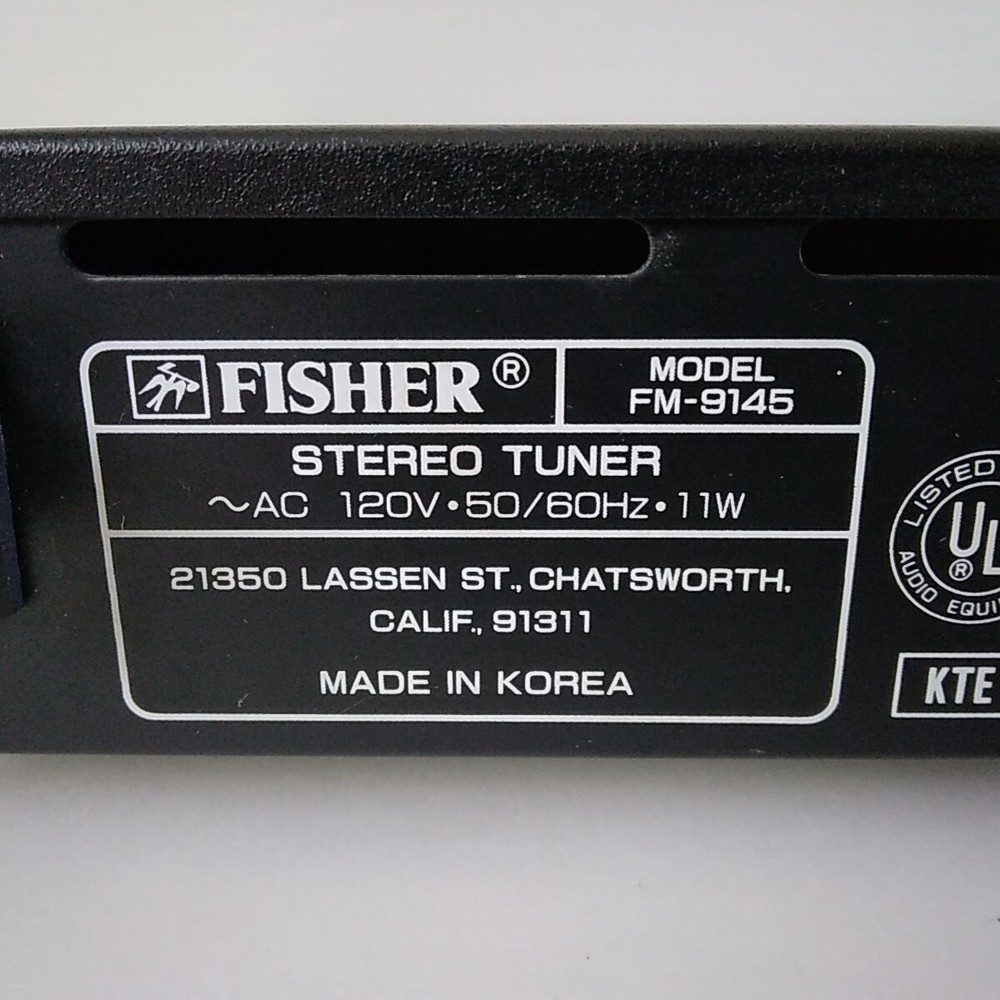 FISHER®
MODEL
FM-9145
STEREO TUNER
~AC 120V•50/60Hz•11W
21350 LASSEN ST., CHATSWORTH,
CALIF., 91311
MADE IN KOREA
LISTED
UL
®
AUDIO
KTE